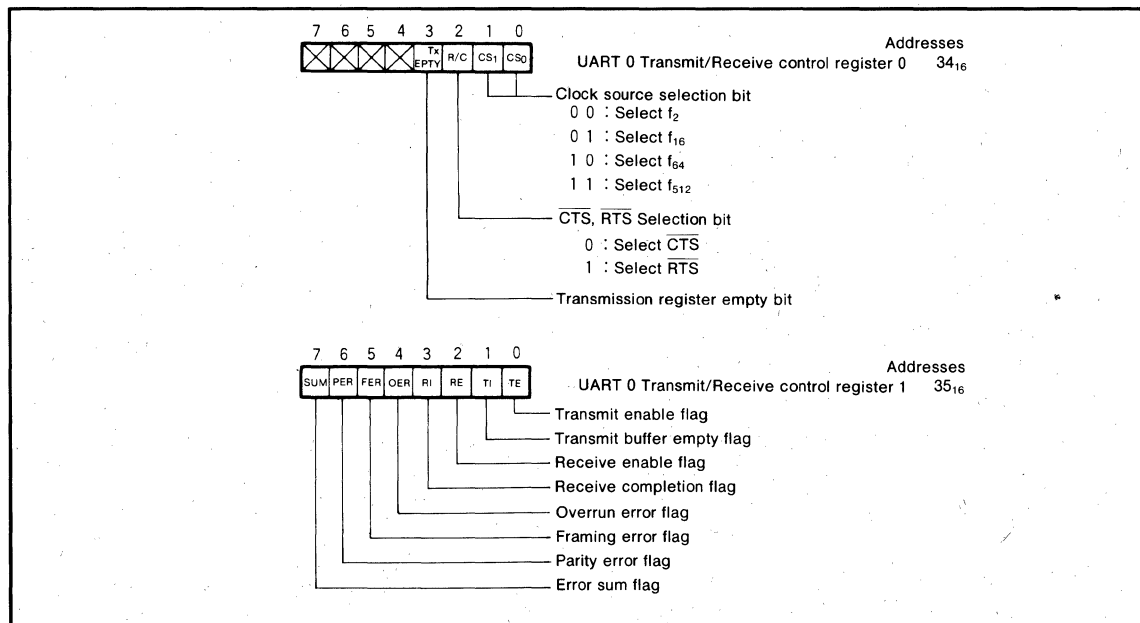 7 6 5 4 3 2 1 0
Tx EPTY R/C CS₁ CS₀
Addresses
UART 0 Transmit/Receive control register 0 34₁₆
Clock source selection bit
0 0 : Select f₂
0 1 : Select f₁₆
1 0 : Select f₆₄
1 1 : Select f₅₁₂
C̅T̅S̅, R̅T̅S̅ Selection bit
0 : Select C̅T̅S̅
1 : Select R̅T̅S̅
Transmission register empty bit
7 6 5 4 3 2 1 0
Addresses
SUM PER FER OER RI RE TI TE
UART 0 Transmit/Receive control register 1 35₁₆
Transmit enable flag
Transmit buffer empty flag
Receive enable flag
Receive completion flag
Overrun error flag
Framing error flag
Parity error flag
Error sum flag